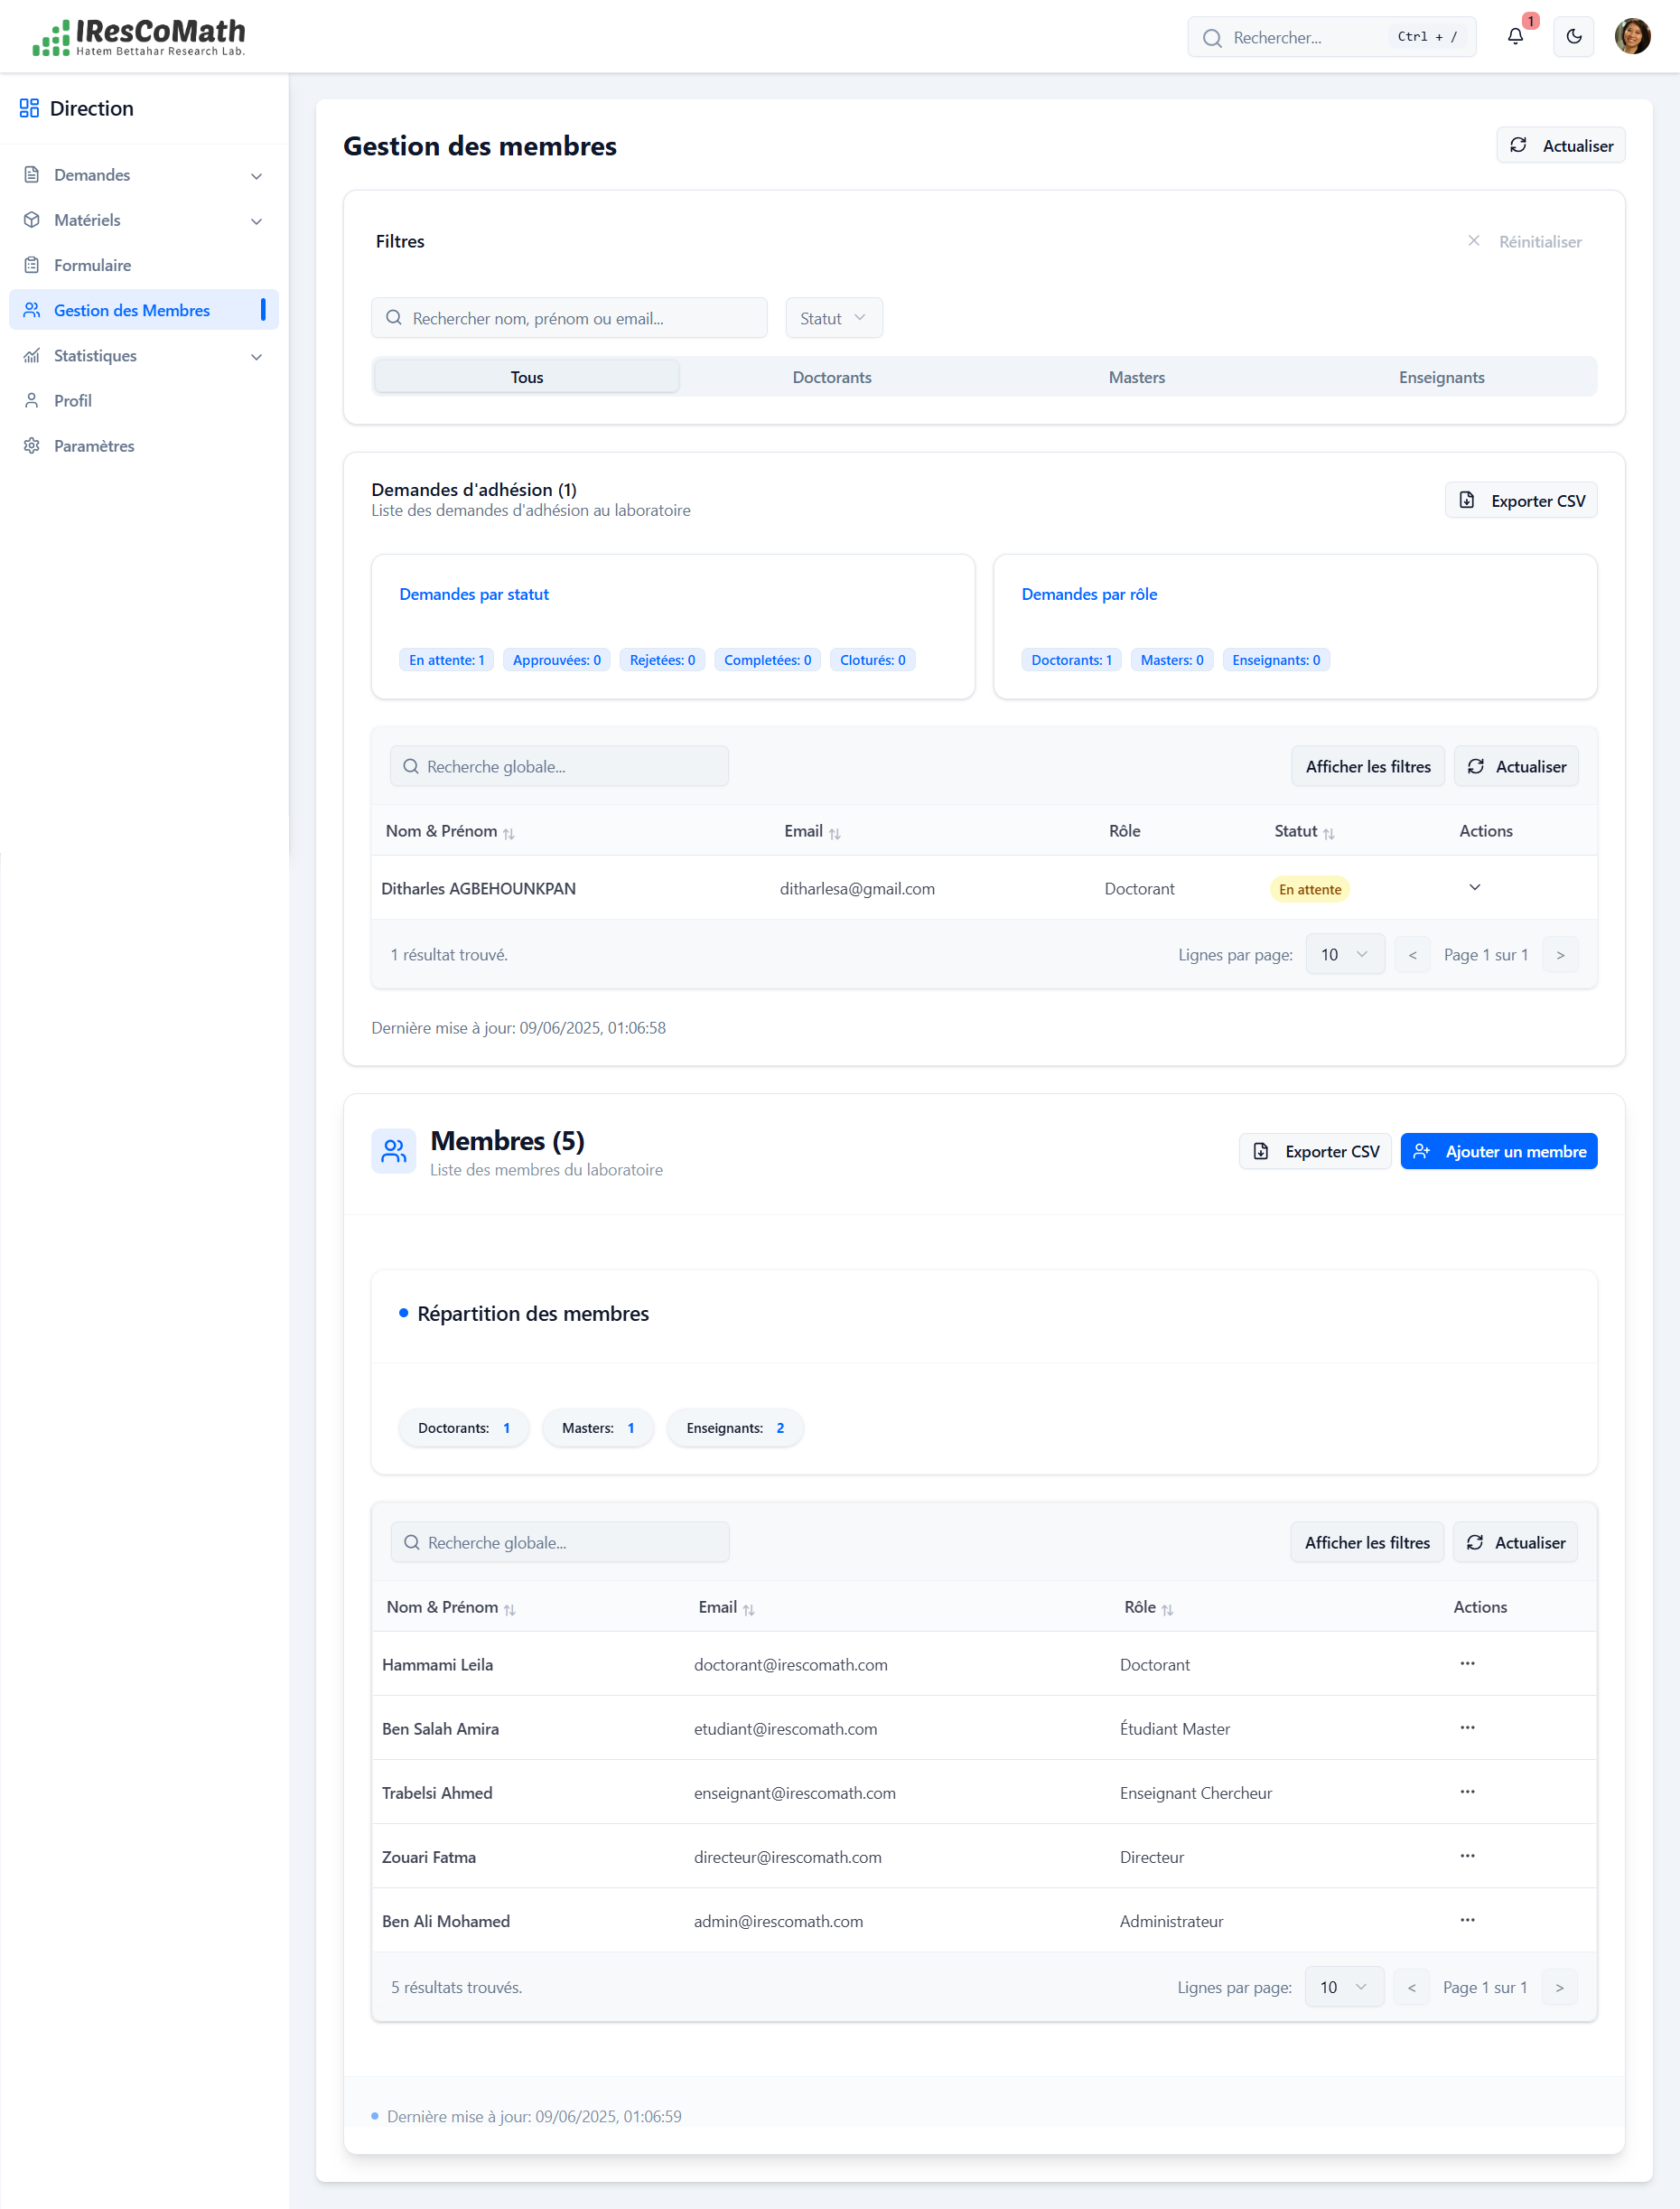 IResCoMath
Hatem Bettahar Research Lab.
Rechercher... Ctrl + /
1
Direction
Demandes
Matériels
Formulaire
Gestion des Membres
Statistiques
Profil
Paramètres
Gestion des membres
Actualiser
Filtres
Réinitialiser
Rechercher nom, prénom ou email...
Statut
Tous Doctorants Masters Enseignants
Demandes d'adhésion (1)
Liste des demandes d'adhésion au laboratoire
Exporter CSV
Demandes par statut
En attente: 1 Approuvées: 0 Rejetées: 0 Completées: 0 Cloturés: 0
Demandes par rôle
Doctorants: 1 Masters: 0 Enseignants: 0
Recherche globale...
Afficher les filtres
Actualiser
Nom & Prénom Email Rôle Statut Actions
Ditharles AGBEHOUNKPAN ditharlesa@gmail.com Doctorant En attente
1 résultat trouvé.
Lignes par page: 10 < Page 1 sur 1 >
Dernière mise à jour: 09/06/2025, 01:06:58
Membres (5)
Liste des membres du laboratoire
Exporter CSV
Ajouter un membre
Répartition des membres
Doctorants: 1 Masters: 1 Enseignants: 2
Recherche globale...
Afficher les filtres
Actualiser
Nom & Prénom Email Rôle Actions
Hammami Leila doctorant@irescomath.com Doctorant ...
Ben Salah Amira etudiant@irescomath.com Étudiant Master ...
Trabelsi Ahmed enseignant@irescomath.com Enseignant Chercheur ...
Zouari Fatma directeur@irescomath.com Directeur ...
Ben Ali Mohamed admin@irescomath.com Administrateur ...
5 résultats trouvés.
Lignes par page: 10 < Page 1 sur 1 >
Dernière mise à jour: 09/06/2025, 01:06:59